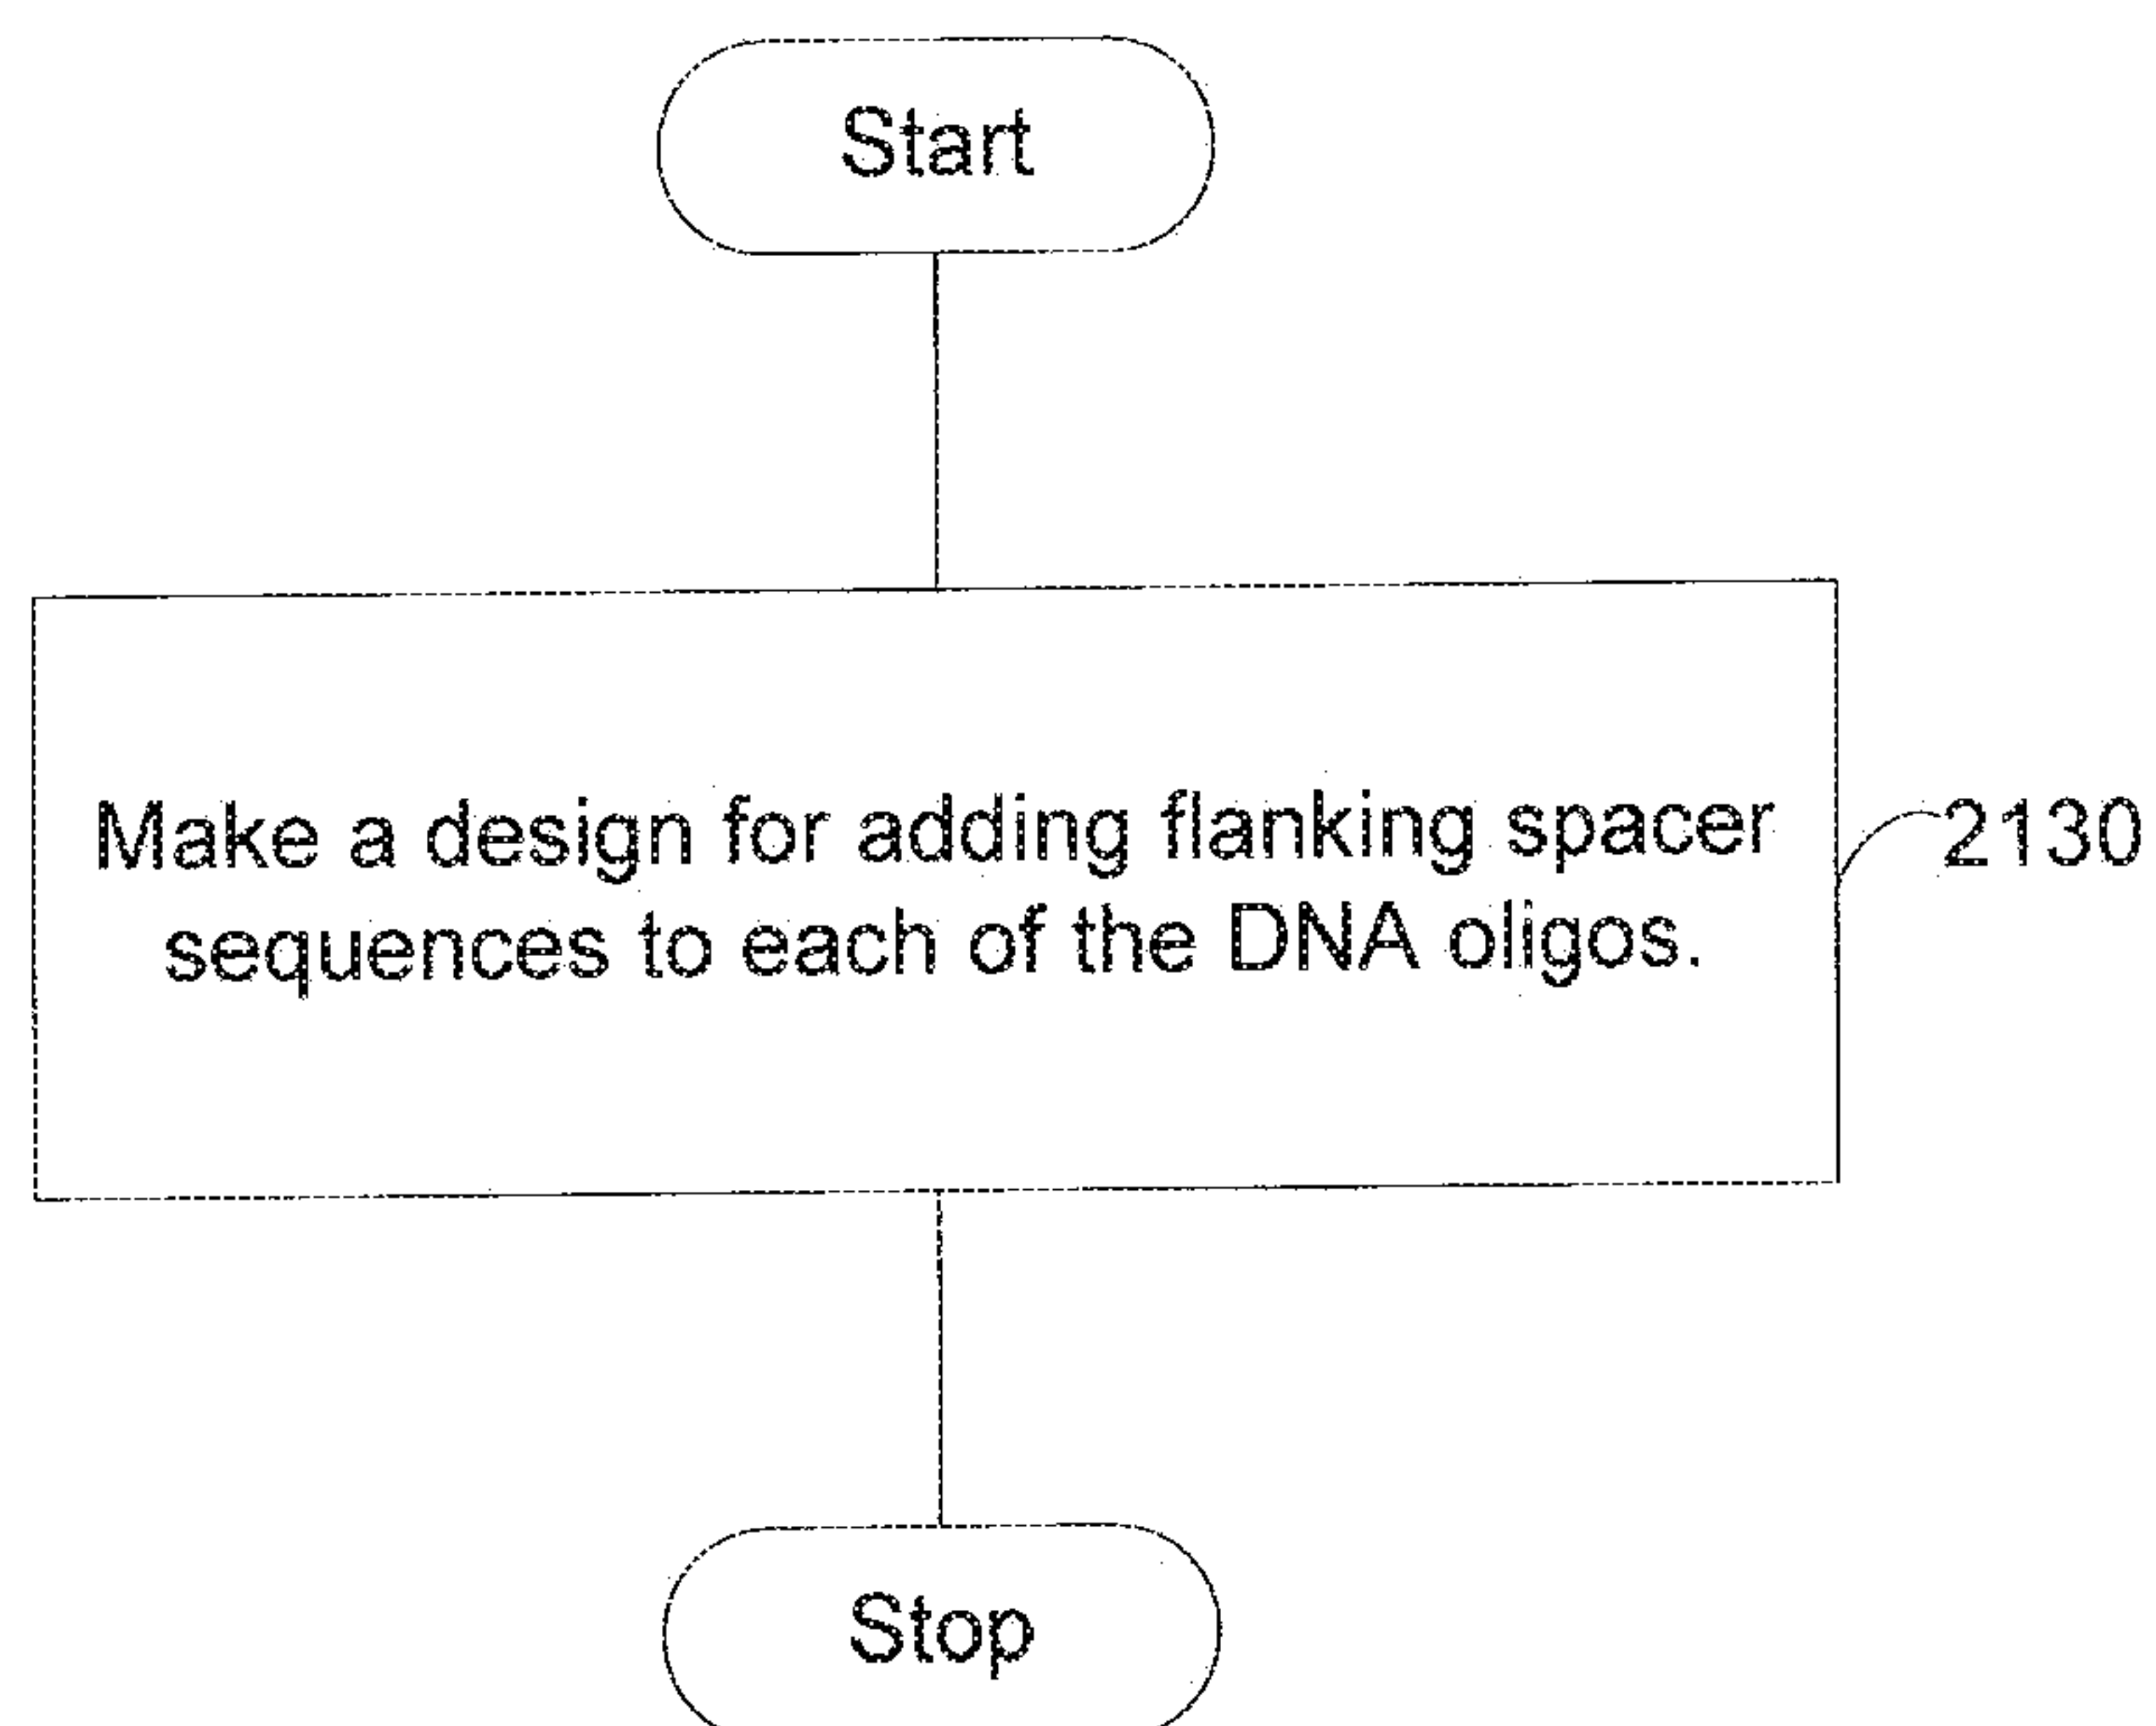 Start
Make a design for adding flanking spacer
sequences to each of the DNA oligos.
2130
Stop